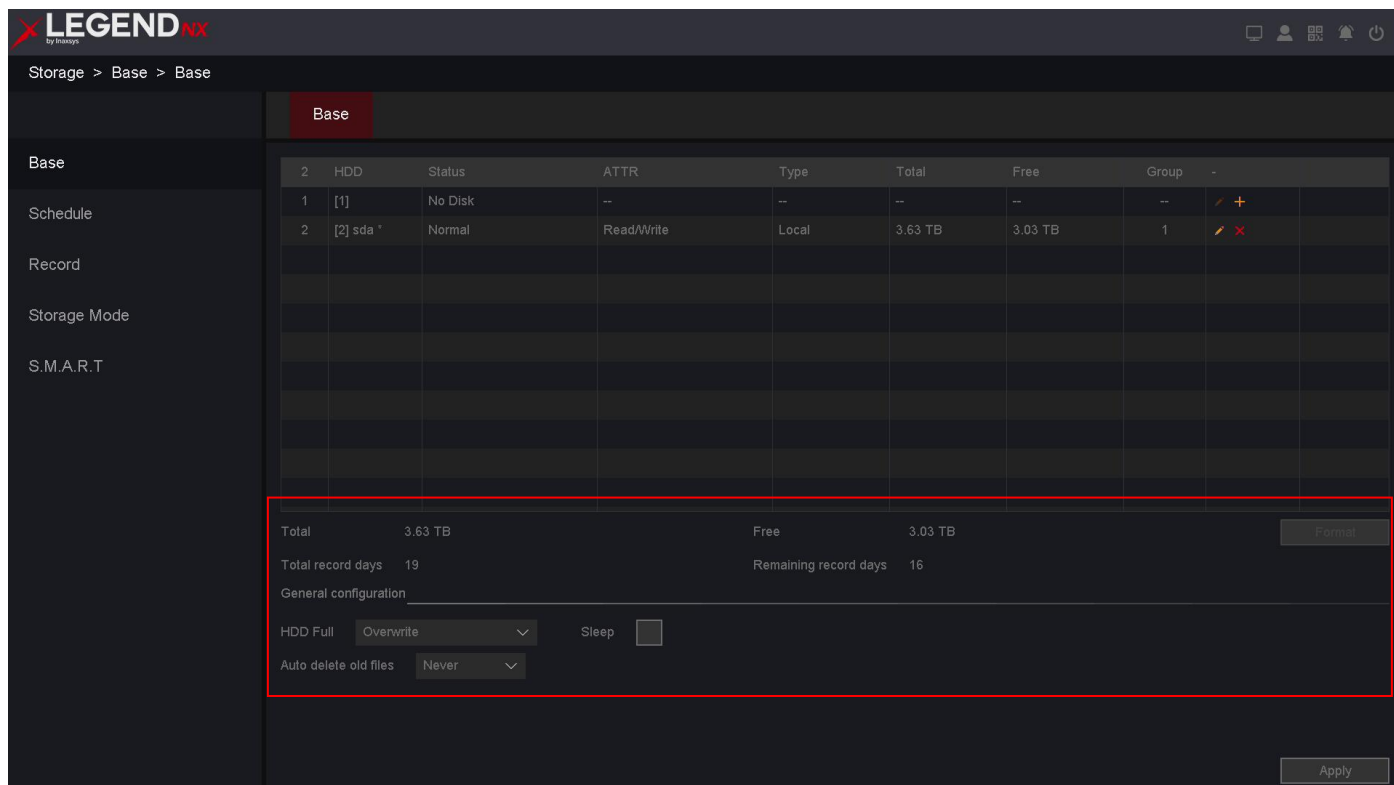 LEGEND NX
by Inaxsys
Storage > Base > Base
Base
Base
Schedule
Record
Storage Mode
S.M.A.R.T
2 HDD Status ATTR Type Total Free Group -
1 [1] No Disk -- -- -- -- --
2 [2] sda * Normal Read/Write Local 3.63 TB 3.03 TB 1
Total 3.63 TB Free 3.03 TB Format
Total record days 19 Remaining record days 16
General configuration
HDD Full Overwrite Sleep
Auto delete old files Never
Apply